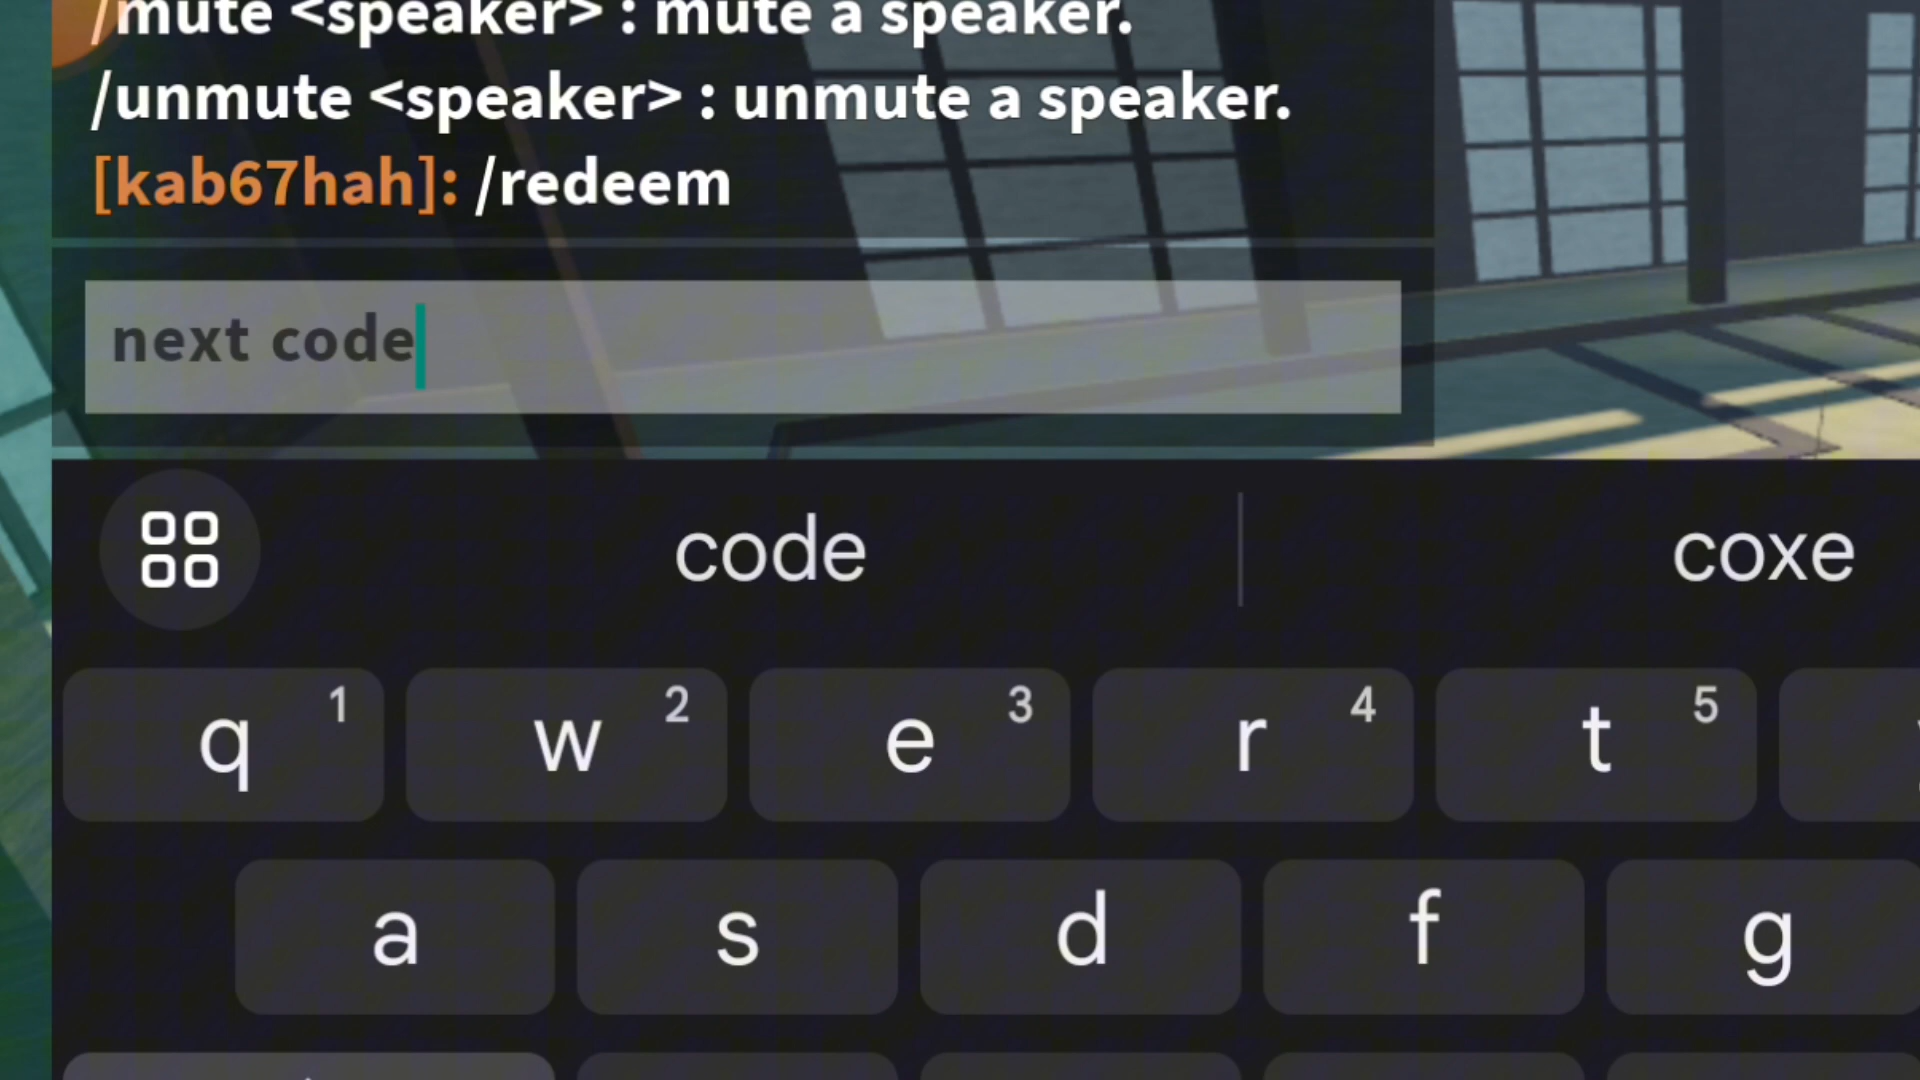 /mute <speaker> : mute a speaker.
/unmute <speaker> : unmute a speaker.
[kab67hah]: /redeem
next code
code coxe
q 1 w 2 e 3 r 4 t 5
a s d f g